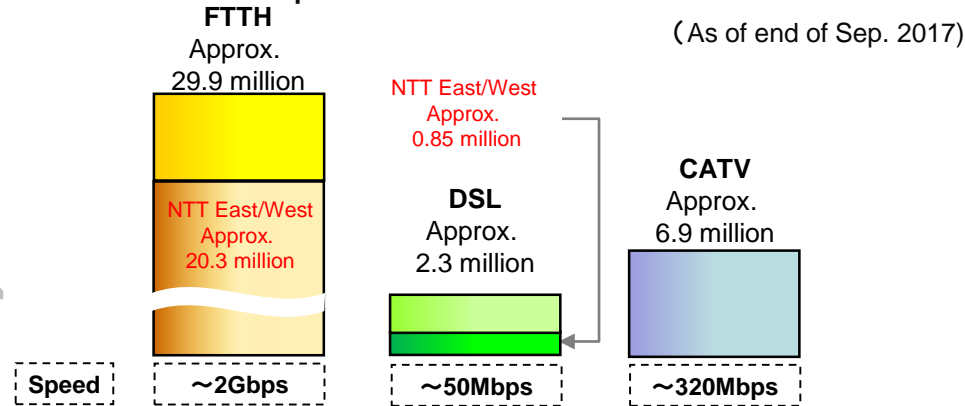 FTTH
Approx.
29.9 million
(As of end of Sep. 2017)
NTT East/West
Approx.
0.85 million
NTT East/West
Approx.
20.3 million
DSL
Approx.
2.3 million
CATV
Approx.
6.9 million
Speed
～2Gbps
～50Mbps
～320Mbps